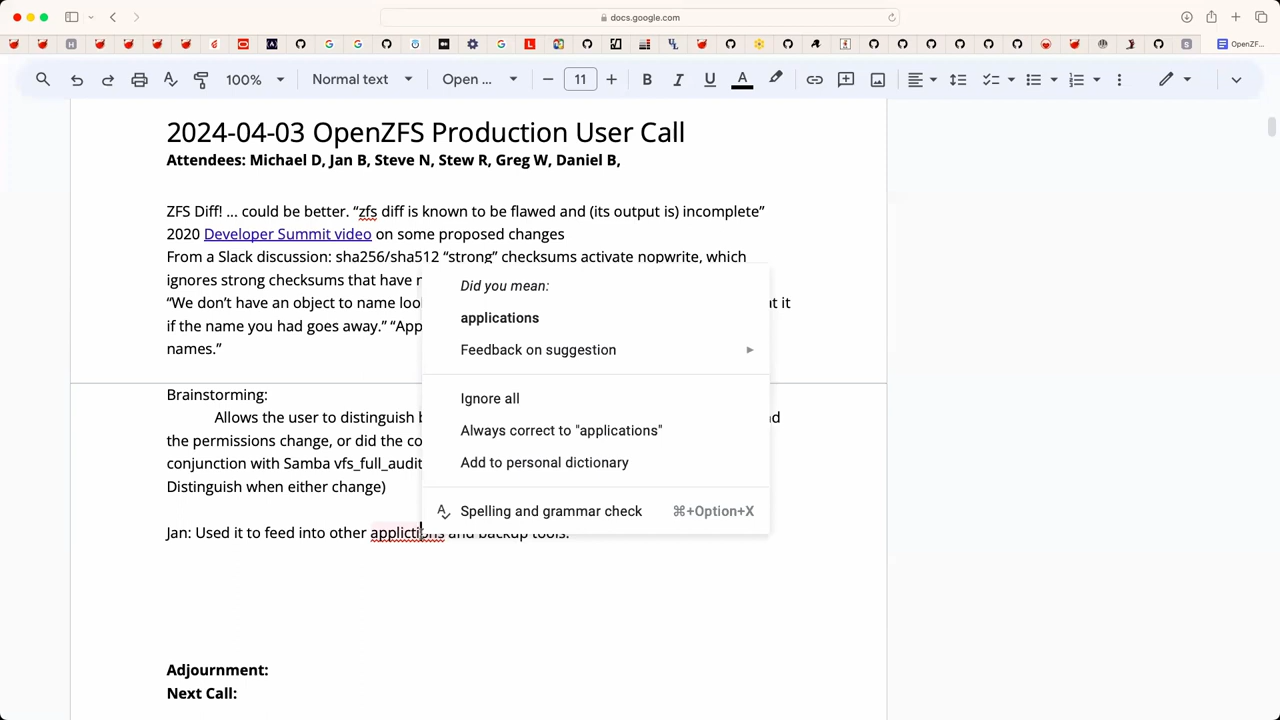 docs.google.com
OpenZF...
100%
Normal text
Open ...
11
2024-04-03 OpenZFS Production User Call
Attendees: Michael D, Jan B, Steve N, Stew R, Greg W, Daniel B,
ZFS Diff! ... could be better. “zfs diff is known to be flawed and (its output is) incomplete”
2020 Developer Summit video on some proposed changes
From a Slack discussion: sha256/sha512 “strong” checksums activate nopwrite, which
ignores strong checksums that have
“We don’t have an object to name it
if the name you had goes away.”
names.”
Did you mean:
applications
Feedback on suggestion
Ignore all
Always correct to "applications"
Add to personal dictionary
Spelling and grammar check ⌘+Option+X
Brainstorming:
Allows the user to distinguish
the permissions change, or did the
conjunction with Samba vfs_full_audit
Distinguish when either change)
Jan: Used it to feed into other applictions and backup tools.
Adjournment:
Next Call: